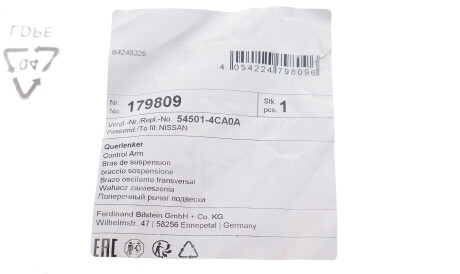 LDPE
04
B4249326
4 054224 798096
Nr.
No. 179809
Stk.
pcs. 1
Vergl.-Nr./Repl.-No. 54501-4CA0A
Passend./To fit: NISSAN
Querlenker
Control Arm
Bras de suspension
braccio sospensione
Brazo oscilante transversal
Wahacz zawieszenia
Поперечный рычаг подвески
Ferdinand Bilstein GmbH + Co. KG
Wilhelmstr. 47 | 58256 Ennepetal | Germany
EAC